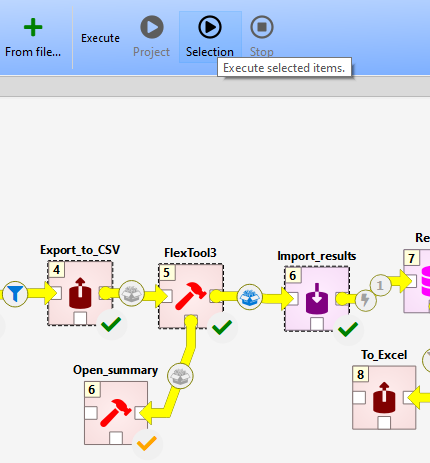 From file...
Execute
Project
Selection
Stop
Execute selected items.
Export_to_CSV
4
FlexTool3
5
Import_results
6
1
Re
7
Open_summary
6
To_Excel
8